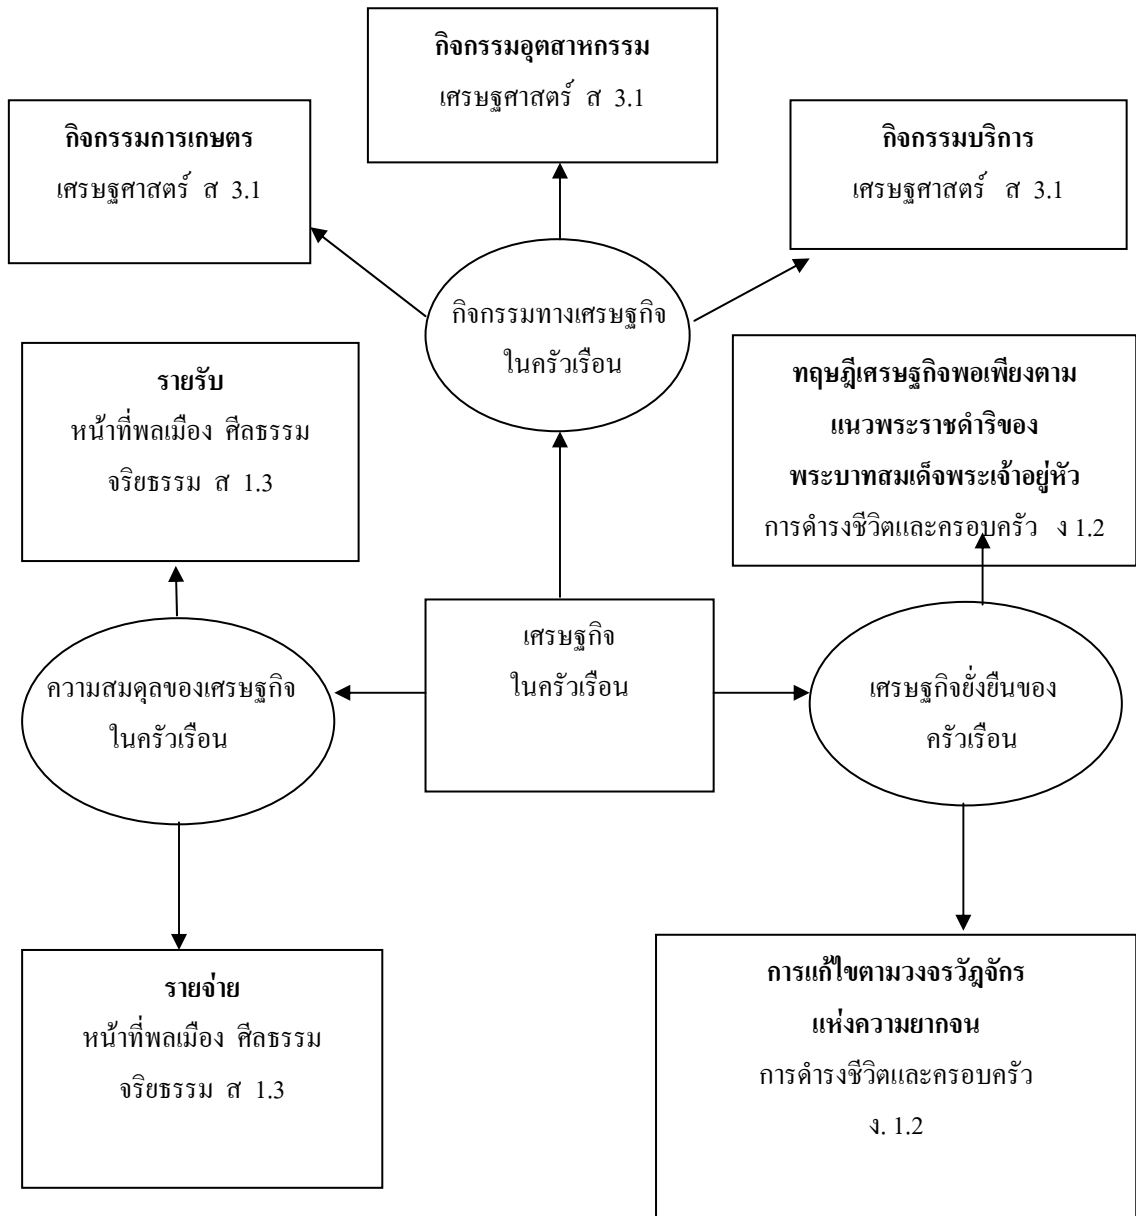 กิจกรรมอุตสาหกรรม
เศรษฐศาสตร์ ส 3.1
กิจกรรมการเกษตร
เศรษฐศาสตร์ ส 3.1
กิจกรรมบริการ
เศรษฐศาสตร์ ส 3.1
กิจกรรมทางเศรษฐกิจ
ในครัวเรือน
รายรับ
หน้าที่พลเมือง ศีลธรรม
จริยธรรม ส 1.3
ทฤษฎีเศรษฐกิจพอเพียงตาม
แนวพระราชดำริของ
พระบาทสมเด็จพระเจ้าอยู่หัว
การดำรงชีวิตและครอบครัว ง 1.2
ความสมดุลของเศรษฐกิจ
ในครัวเรือน
เศรษฐกิจ
ในครัวเรือน
เศรษฐกิจยั่งยืนของ
ครัวเรือน
รายจ่าย
หน้าที่พลเมือง ศีลธรรม
จริยธรรม ส 1.3
การแก้ไขตามวงจรวัฎจักร
แห่งความยากจน
การดำรงชีวิตและครอบครัว
ง. 1.2